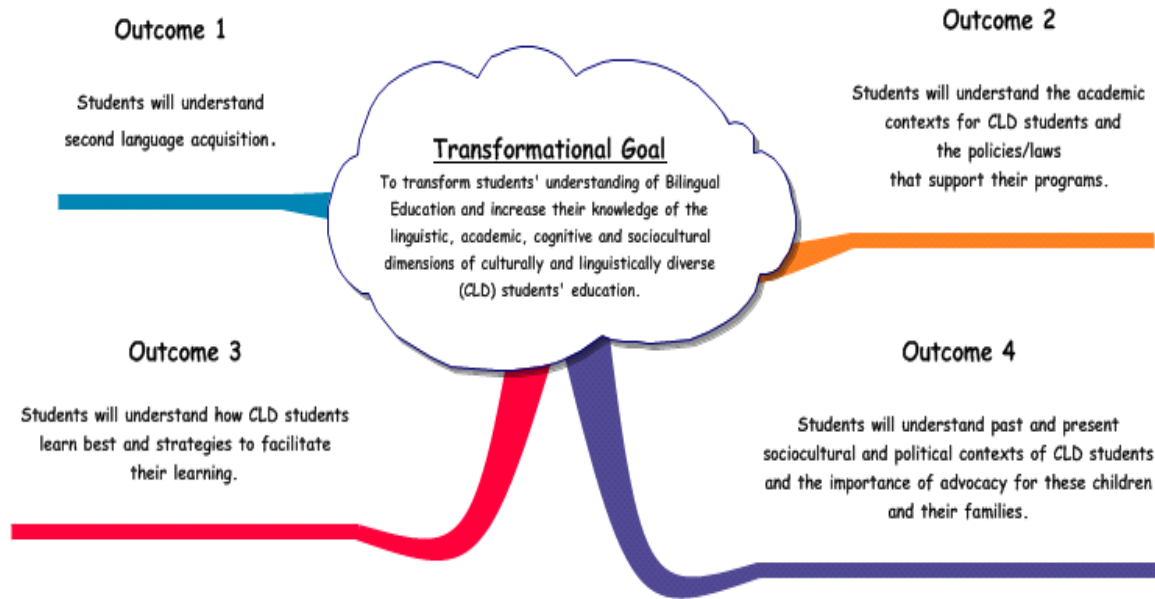 Outcome 1
Students will understand
second language acquisition.
Outcome 2
Students will understand the academic
contexts for CLD students and
the policies/laws
that support their programs.
Transformational Goal
To transform students' understanding of Bilingual
Education and increase their knowledge of the
linguistic, academic, cognitive and sociocultural
dimensions of culturally and linguistically diverse
(CLD) students' education.
Outcome 3
Students will understand how CLD students
learn best and strategies to facilitate
their learning.
Outcome 4
Students will understand past and present
sociocultural and political contexts of CLD students
and the importance of advocacy for these children
and their families.